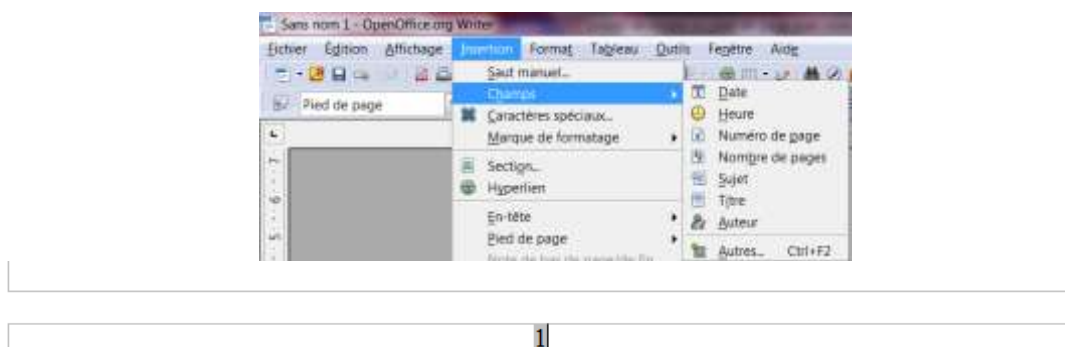 Sans nom 1 - OpenOffice.org Writer
Fichier Édition Affichage Insertion Format Tableau Outils Fenêtre Aide
Saut manuel...
Pied de page
Champs
Date
Caractères spéciaux...
Heure
Marque de formatage
Numéro de page
Nombre de pages
Section...
Sujet
Hyperlien
Titre
En-tête
Auteur
Pied de page
Autres... Ctrl+F2
1